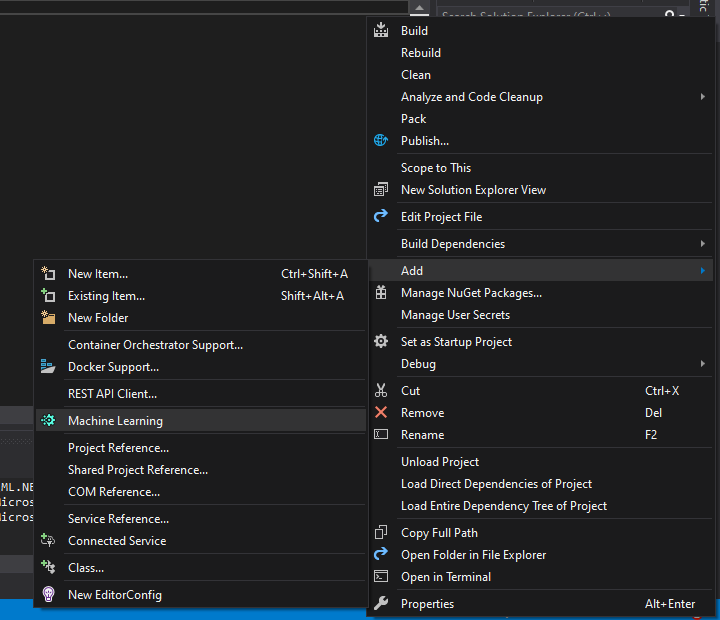 Search Solution Explorer (Ctrl+;)
Build
Rebuild
Clean
Analyze and Code Cleanup
Pack
Publish...
Scope to This
New Solution Explorer View
Edit Project File
Build Dependencies
Add
Manage NuGet Packages...
Manage User Secrets
Set as Startup Project
Debug
Cut Ctrl+X
Remove Del
Rename F2
Unload Project
Load Direct Dependencies of Project
Load Entire Dependency Tree of Project
Copy Full Path
Open Folder in File Explorer
Open in Terminal
Properties Alt+Enter
New Item... Ctrl+Shift+A
Existing Item... Shift+Alt+A
New Folder
Container Orchestrator Support...
Docker Support...
REST API Client...
Machine Learning
Project Reference...
Shared Project Reference...
COM Reference...
Service Reference...
Connected Service
Class...
New EditorConfig